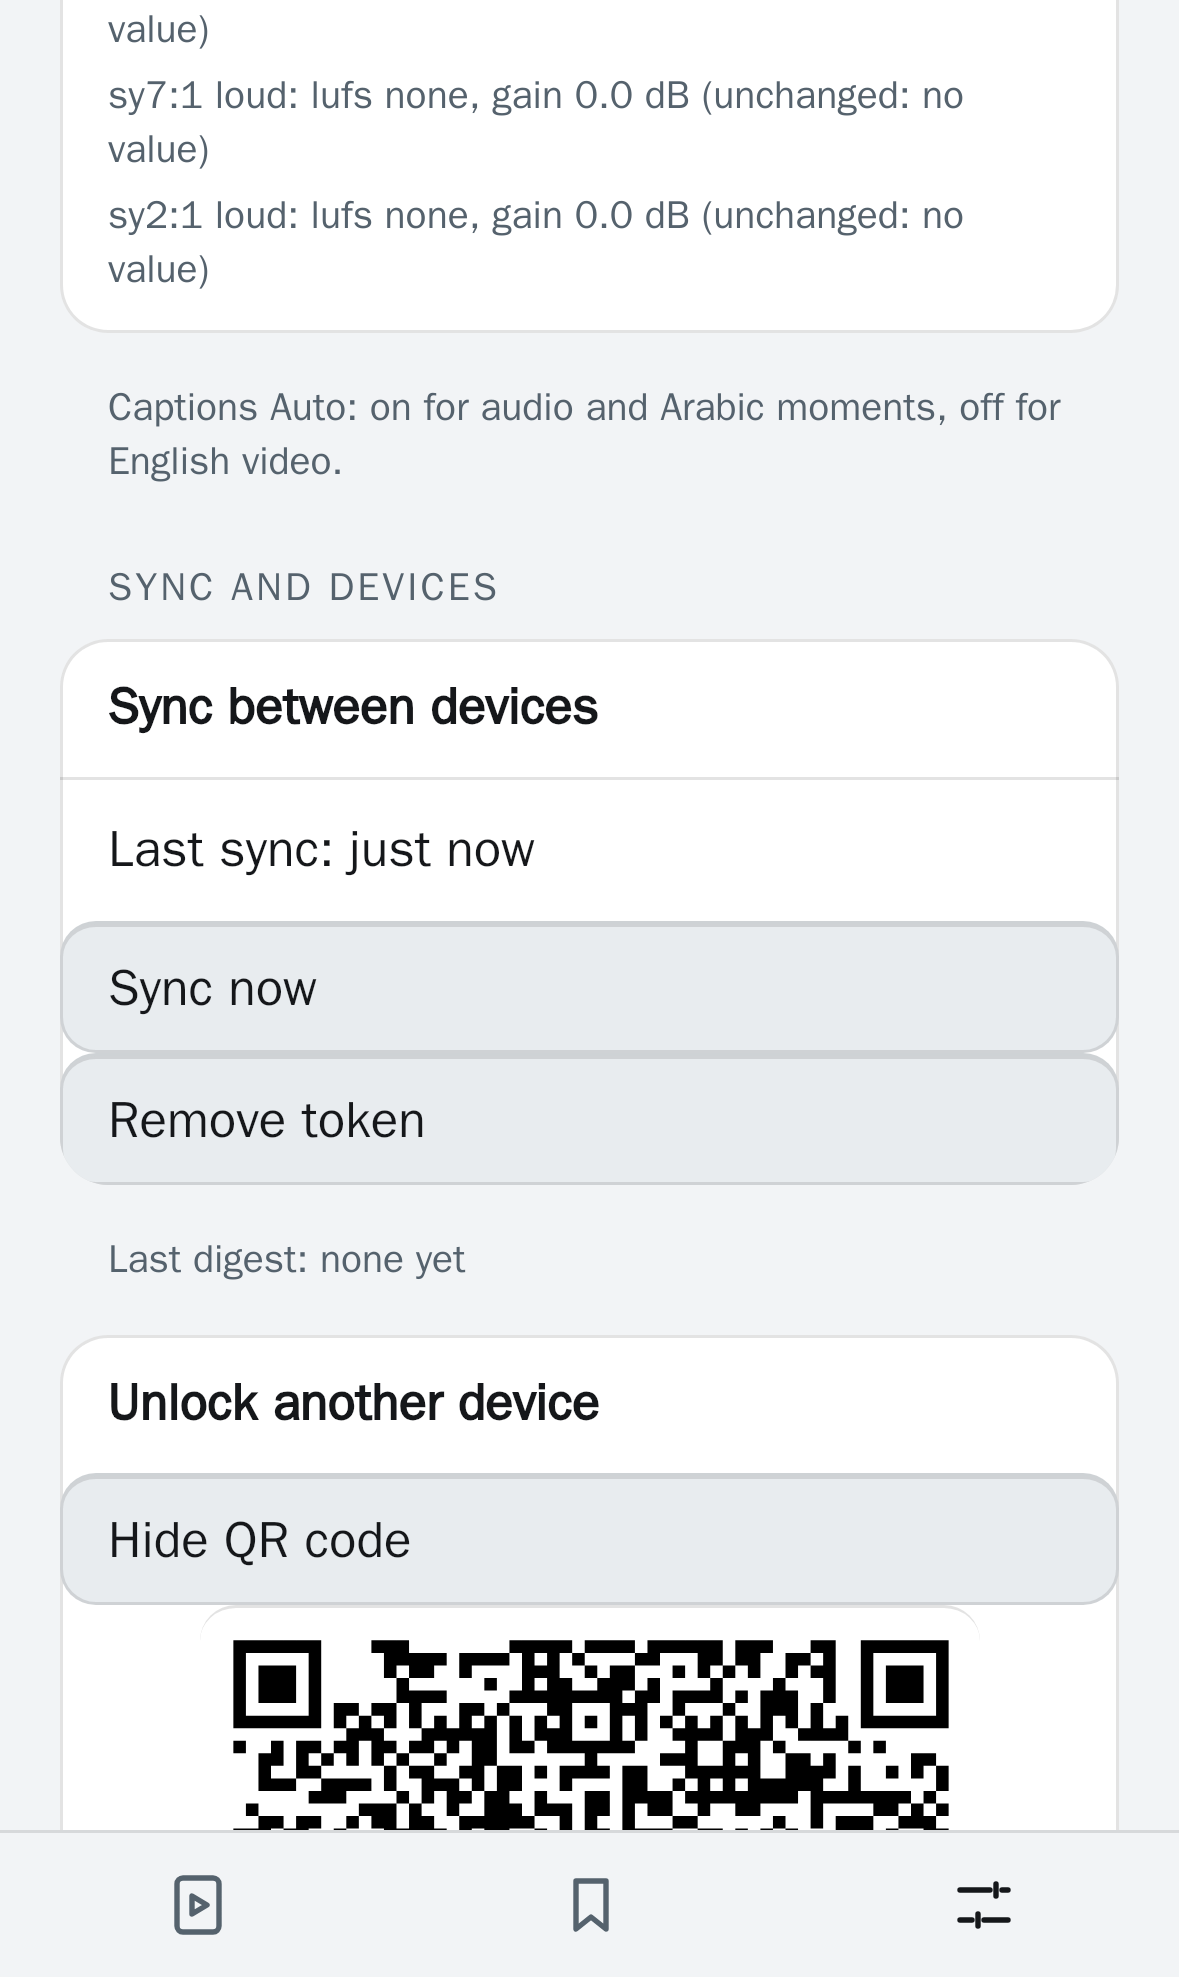 value)
sy7:1 loud: lufs none, gain 0.0 dB (unchanged: no
value)
sy2:1 loud: lufs none, gain 0.0 dB (unchanged: no
value)
Captions Auto: on for audio and Arabic moments, off for
English video.
SYNC AND DEVICES
Sync between devices
Last sync: just now
Sync now
Remove token
Last digest: none yet
Unlock another device
Hide QR code